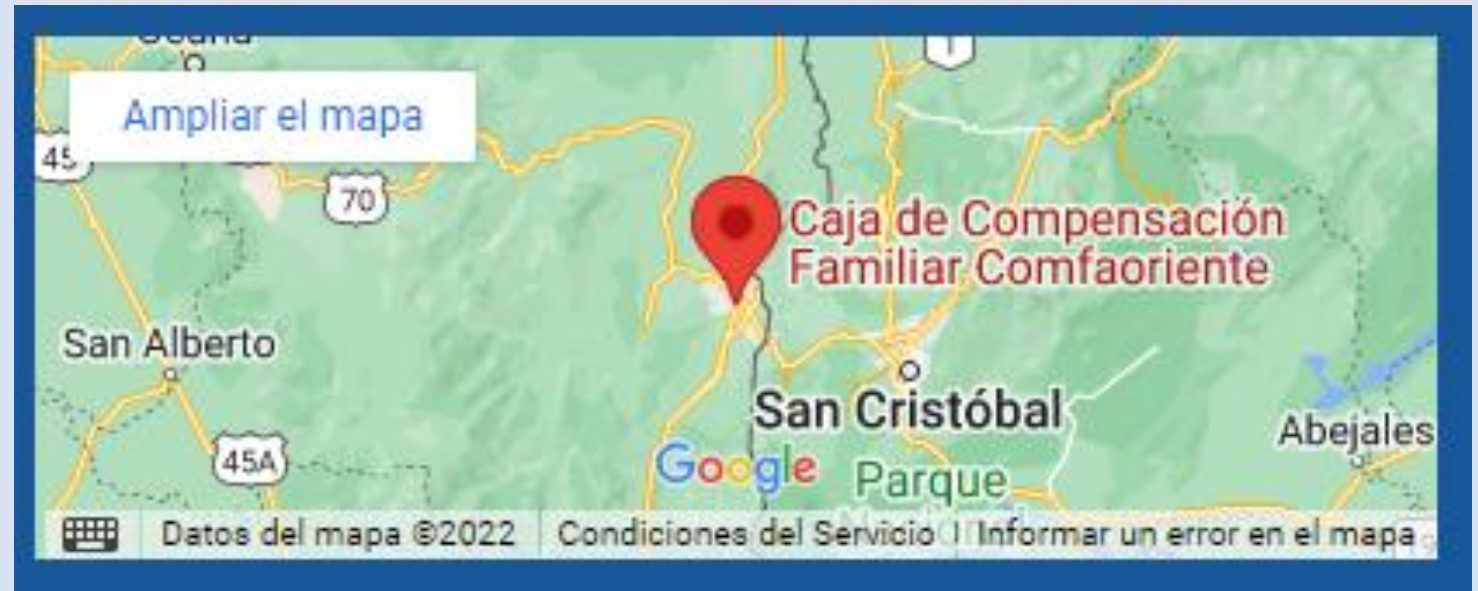 1
Ampliar el mapa
45
70
Caja de Compensación
Familiar Comfaoriente
San Alberto
San Cristóbal
Abejales
45A
Google
Parque
Datos del mapa ©2022
Condiciones del Servicio
Informar un error en el mapa